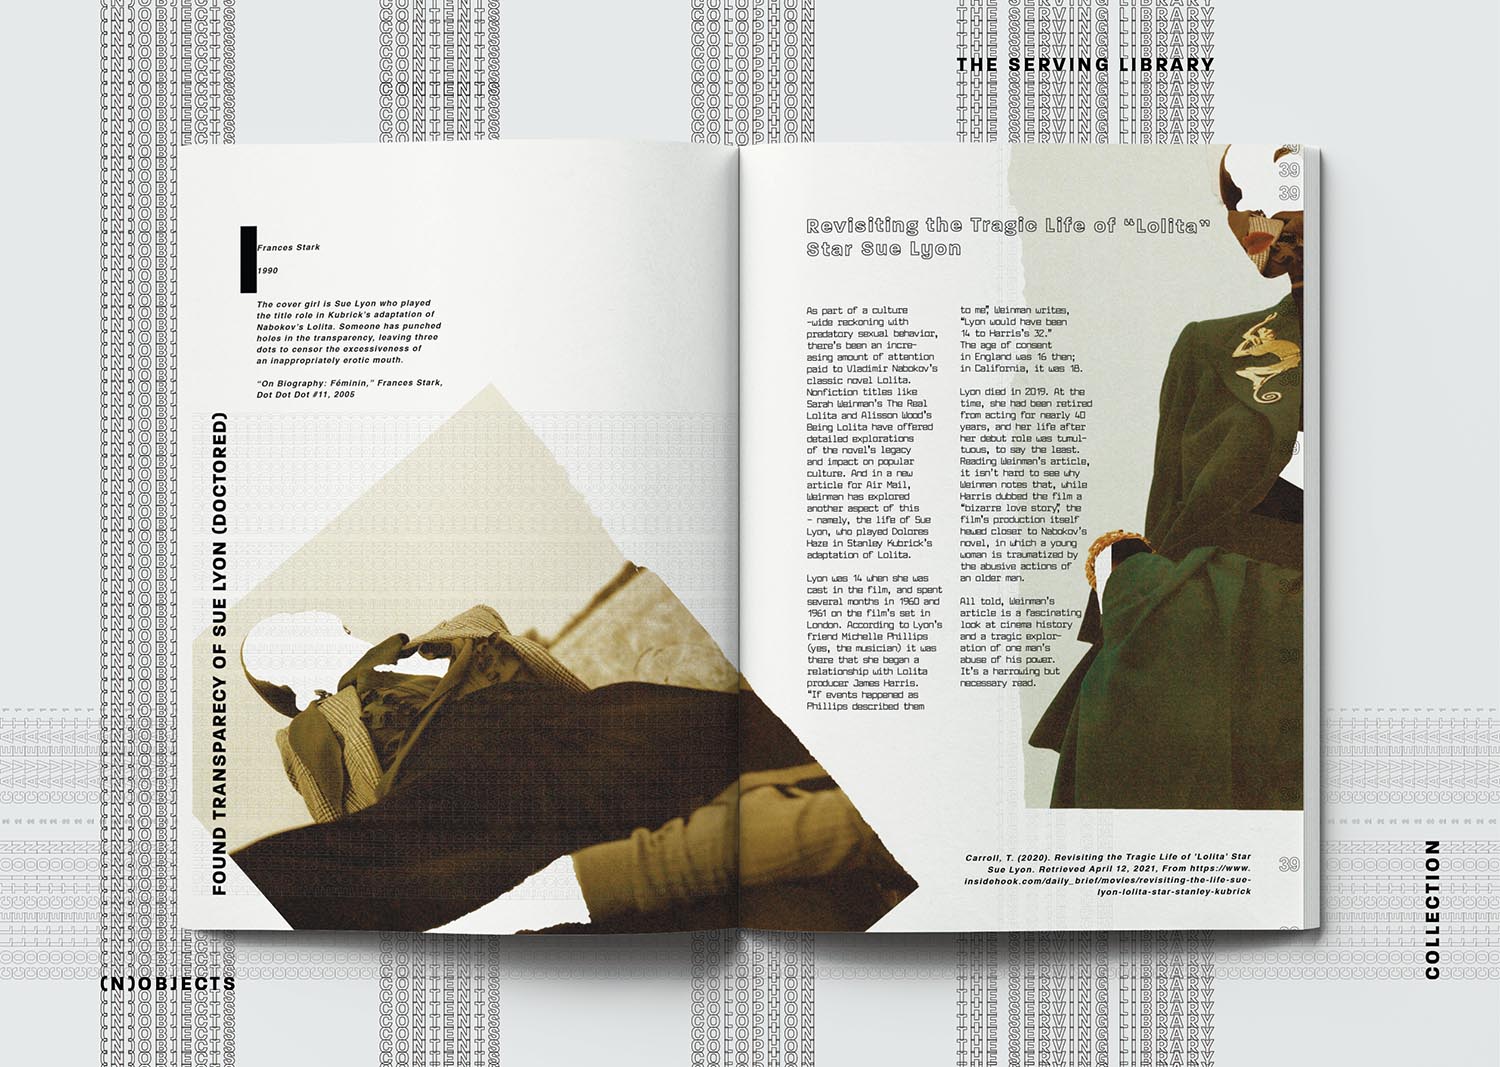 THE SERVING LIBRARY
CONTENTS
COLOPHON
Frances Stark
1990
The cover girl is Sue Lyon who played
the title role in Kubrick's adaptation of
Nabokov's Lolita. Someone has punched
holes in the transparency, leaving three
dots to censor the excessiveness of
an inappropriately erotic mouth.
"On Biography: Féminin," Frances Stark,
Dot Dot Dot #11, 2005
FOUND TRANSPARECY OF SUE LYON (DOCTORED)
Revisiting the Tragic Life of “Lolita”
Star Sue Lyon
As part of a culture
-wide reckoning with
predatory sexual behavior,
there's been an incre-
asing amount of attention
paid to Vladimir Nabokov's
classic novel Lolita.
Nonfiction titles like
Sarah Weinman's The Real
Lolita and Alisson Wood's
Being Lolita have offered
detailed explorations
of the novel's legacy
and impact on popular
culture. And in a new
article for Air Mail,
Weinman has explored
another aspect of this
- namely, the life of Sue
Lyon, who played Dolores
Haze in Stanley Kubrick's
adaptation of Lolita.
Lyon was 14 when she was
cast in the film, and spent
several months in 1960 and
1961 on the film's set in
London. According to Lyon's
friend Michelle Phillips
(yes, the musician) it was
there that she began a
relationship with Lolita
producer James Harris.
"If events happened as
Phillips described them
to me", Weinman writes,
"Lyon would have been
14 to Harris's 32."
The age of consent
in England was 16 then;
in California, it was 18.
Lyon died in 2019. At the
time, she had been retired
from acting for nearly 40
years, and her life after
her debut role was tumul-
tuous, to say the least.
Reading Weinman's article,
it isn't hard to see why
Weinman notes that, while
Harris dubbed the film a
"bizarre love story", the
film's production itself
hewed closer to Nabokov's
novel, in which a young
woman is traumatized by
the abusive actions of
an older man.
All told, Weinman's
article is a fascinating
look at cinema history
and a tragic explor-
ation of one man's
abuse of his power.
It's a harrowing but
necessary read.
Carroll, T. (2020). Revisiting the Tragic Life of 'Lolita' Star
Sue Lyon. Retrieved April 12, 2021, From https://www.
insidehook.com/daily_brief/movies/revisiting-the-life-sue-
lyon-lolita-star-stanley-kubrick
39
39
39
39
(N)OBJECTS
COLLECTION